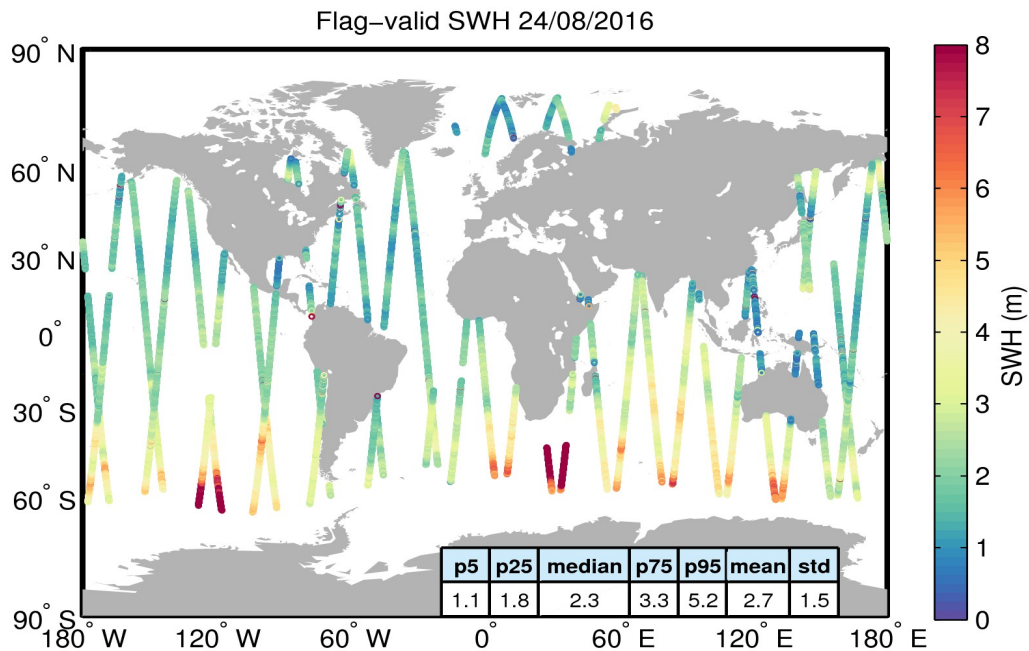 Flag−valid SWH 24/08/2016
90° N
60° N
30° N
0°
30° S
60° S
90° S
180° W
120° W
60° W
0°
60° E
120° E
180° E
p5 p25 median p75 p95 mean std
1.1 1.8 2.3 3.3 5.2 2.7 1.5
8
7
6
5
4
3
2
1
0
SWH (m)